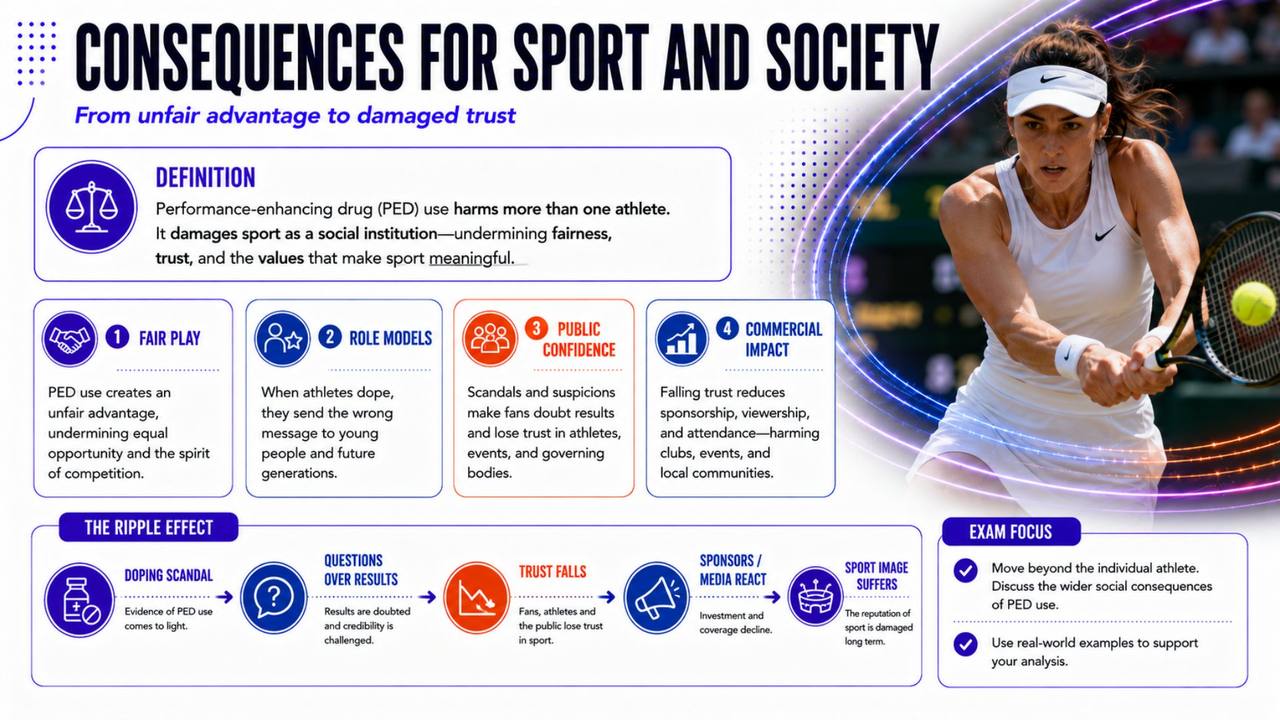 CONSEQUENCES FOR SPORT AND SOCIETY
From unfair advantage to damaged trust
DEFINITION
Performance-enhancing drug (PED) use harms more than one athlete.
It damages sport as a social institution—undermining fairness,
trust, and the values that make sport meaningful.
1 FAIR PLAY
PED use creates an
unfair advantage,
undermining equal
opportunity and the spirit
of competition.
2 ROLE MODELS
When athletes dope,
they send the wrong
message to young
people and future
generations.
3 PUBLIC
CONFIDENCE
Scandals and suspicions
make fans doubt results
and lose trust in athletes,
events, and governing
bodies.
4 COMMERCIAL
IMPACT
Falling trust reduces
sponsorship, viewership,
and attendance—harming
clubs, events, and
local communities.
THE RIPPLE EFFECT
DOPING SCANDAL
Evidence of PED use
comes to light.
?
QUESTIONS
OVER RESULTS
Results are doubted
and credibility is
challenged.
TRUST FALLS
Fans, athletes and
the public lose trust
in sport.
SPONSORS /
MEDIA REACT
Investment and
coverage decline.
SPORT IMAGE
SUFFERS
The reputation of
sport is damaged
long term.
EXAM FOCUS
Move beyond the individual athlete.
Discuss the wider social consequences
of PED use.
Use real-world examples to support
your analysis.